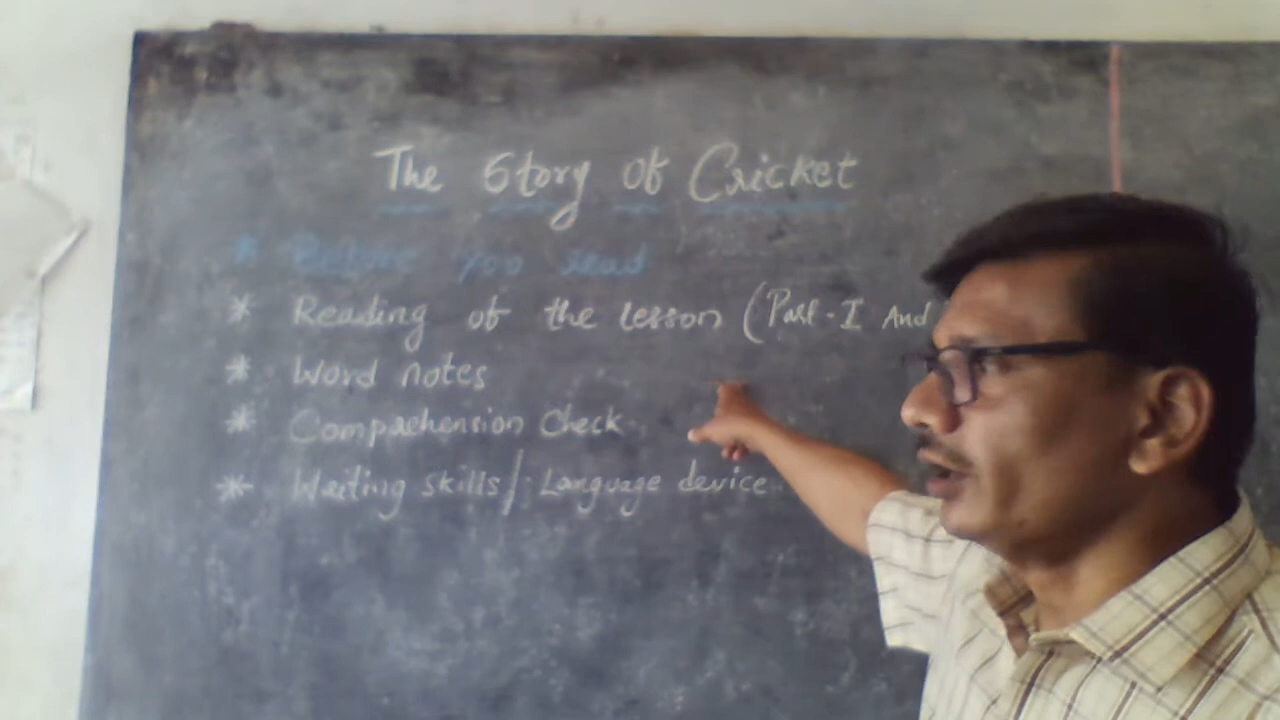 The Story of Cricket
* Before you read
* Reading of the lesson (Part-I And
* Word notes
* Comprehension Check
* Writing skills/ Language device